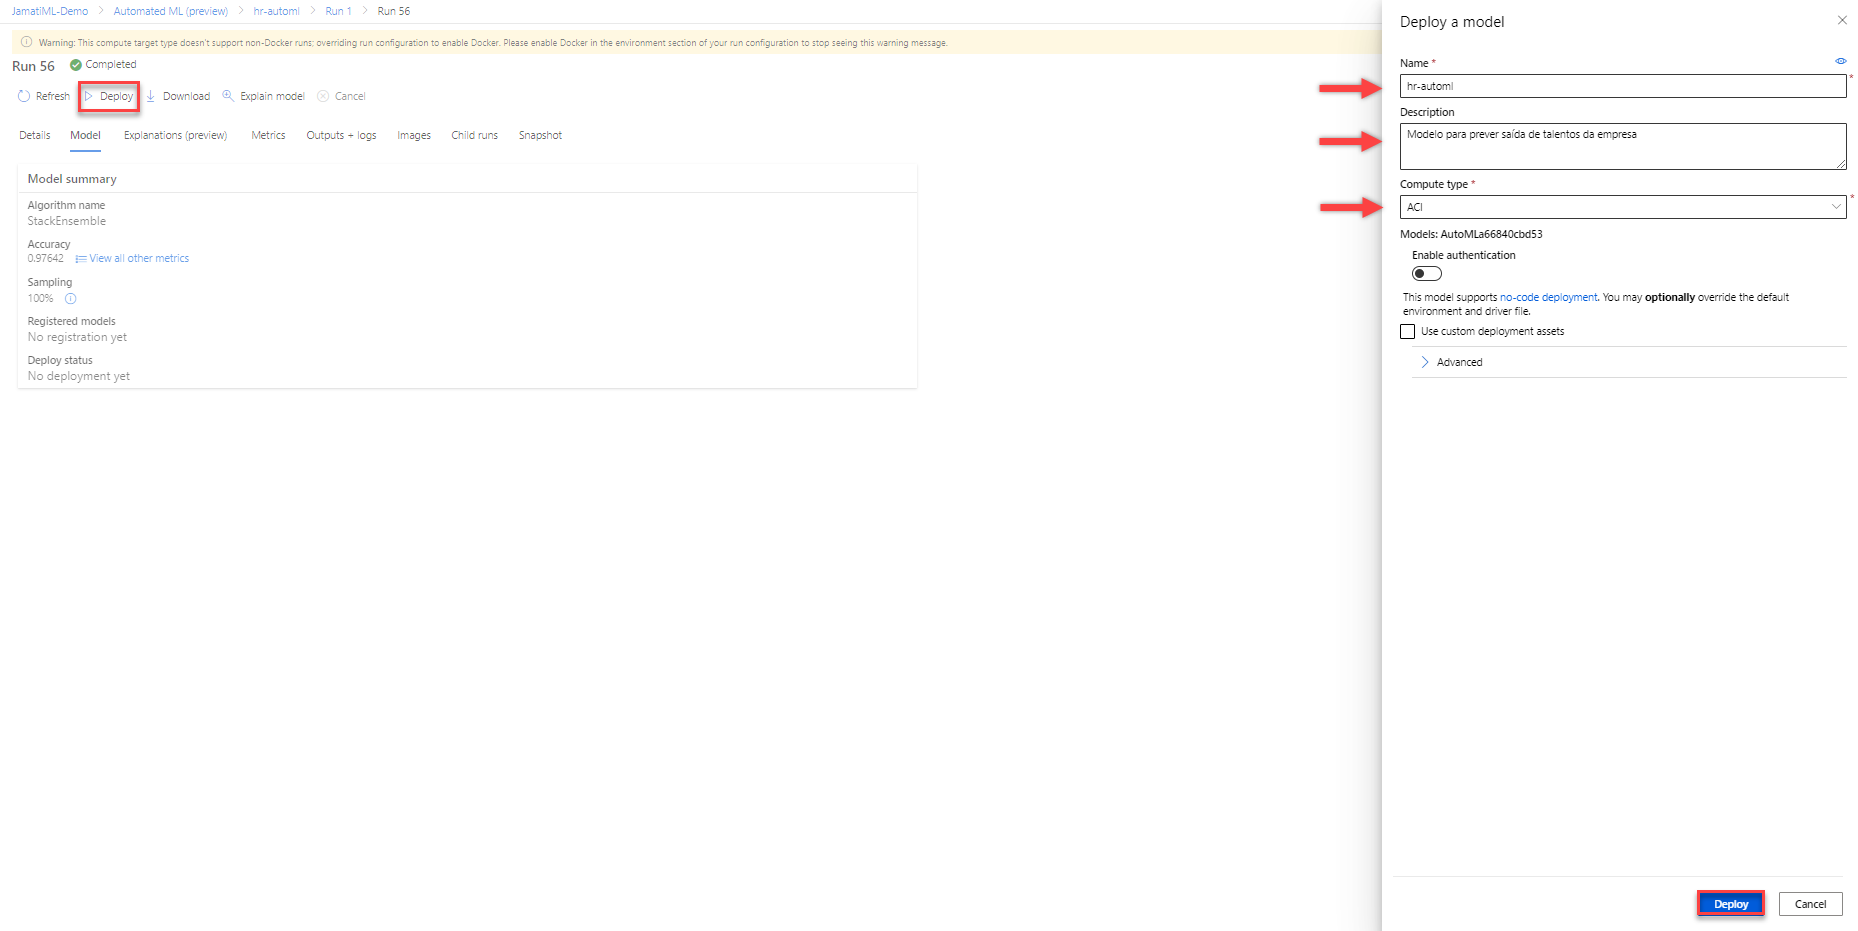 JamatiML-Demo > Automated ML (preview) > hr-automl > Run 1 > Run 56
Warning: This compute target type doesn't support non-Docker runs; overriding run configuration to enable Docker. Please enable Docker in the environment section of your run configuration to stop seeing this warning message.
Run 56 Completed
Refresh Deploy Download Explain model Cancel
Details Model Explanations (preview) Metrics Outputs + logs Images Child runs Snapshot
Model summary
Algorithm name
StackEnsemble
Accuracy
0.97642 View all other metrics
Sampling
100%
Registered models
No registration yet
Deploy status
No deployment yet
Deploy a model
Name *
hr-automl
*
Description
Modelo para prever saída de talentos da empresa
Compute type *
ACI
*
Models: AutoMLa66840cbd53
Enable authentication
This model supports no-code deployment. You may optionally override the default
environment and driver file.
Use custom deployment assets
Advanced
Deploy Cancel